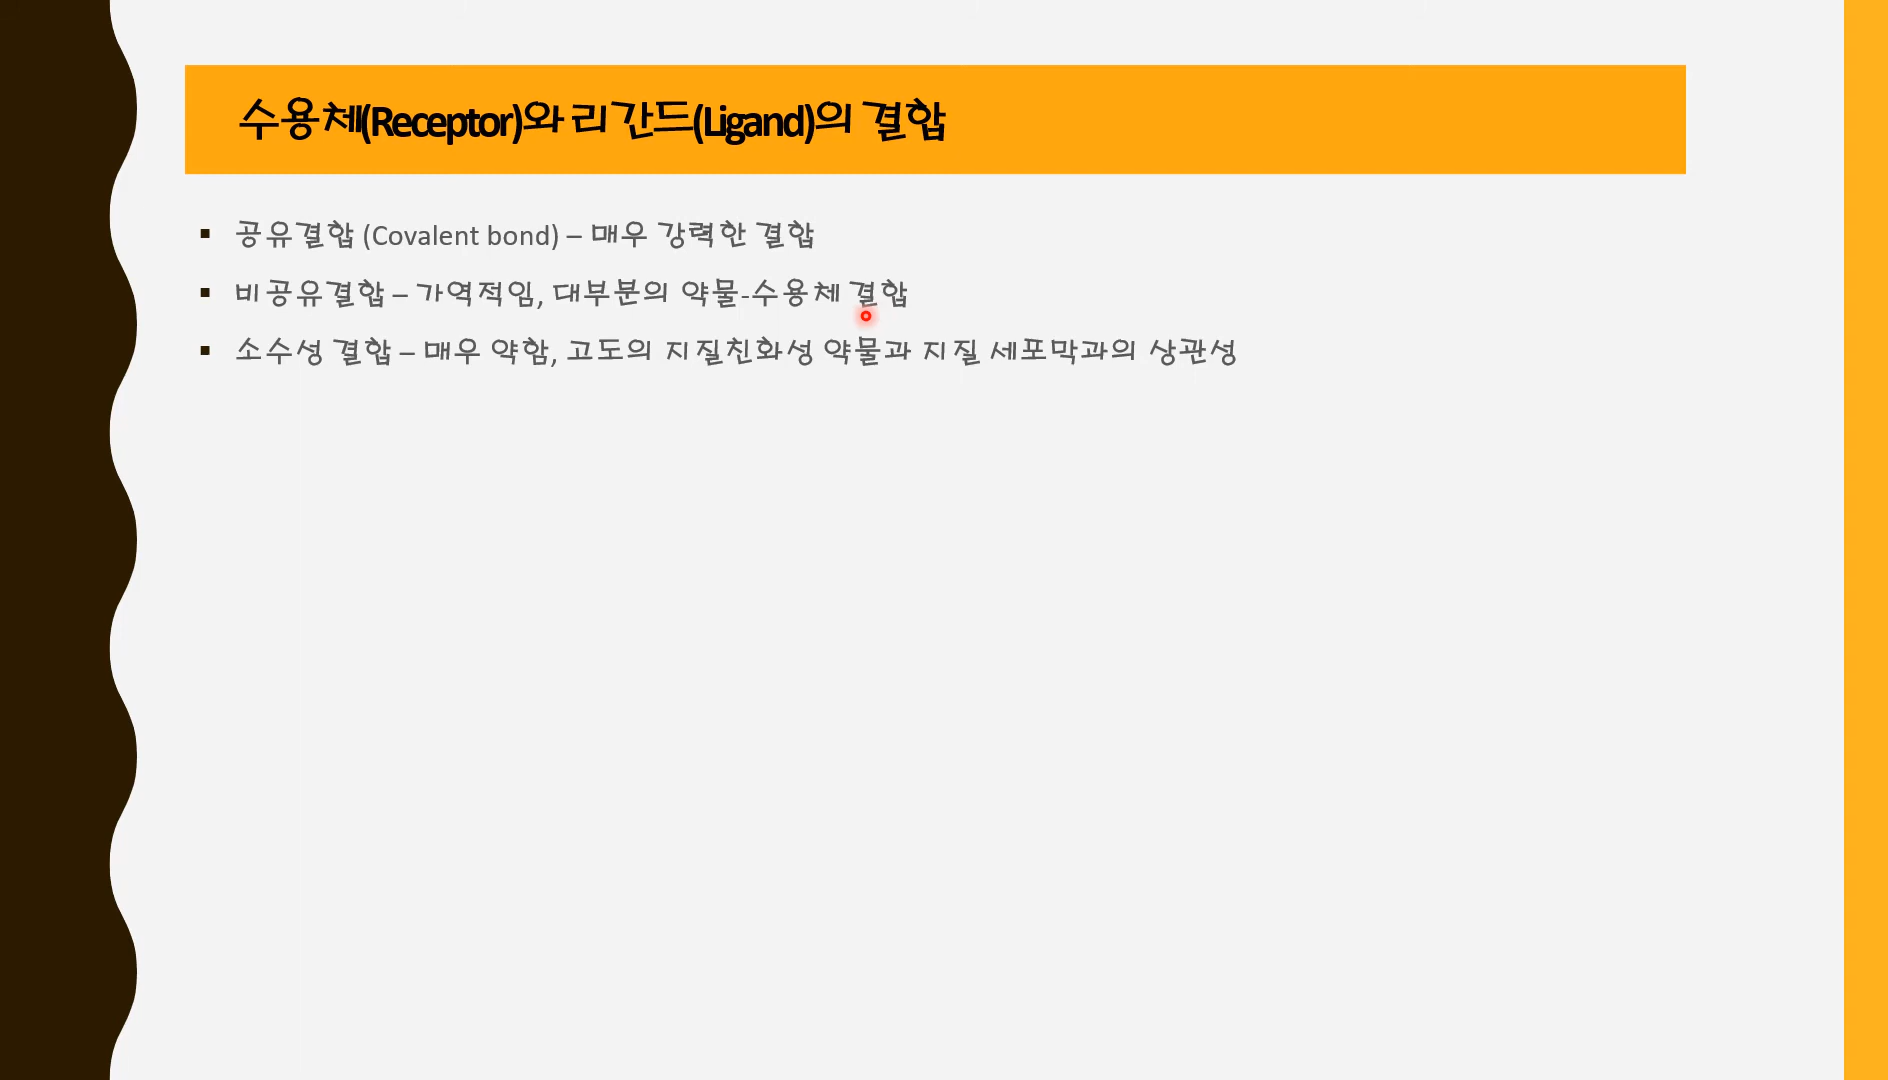 수용체(Receptor)와 리간드(Ligand)의 결합
▪ 공유결합 (Covalent bond) – 매우 강력한 결합
▪ 비공유결합 – 가역적임, 대부분의 약물-수용체 결합
▪ 소수성 결합 – 매우 약함, 고도의 지질친화성 약물과 지질 세포막과의 상관성